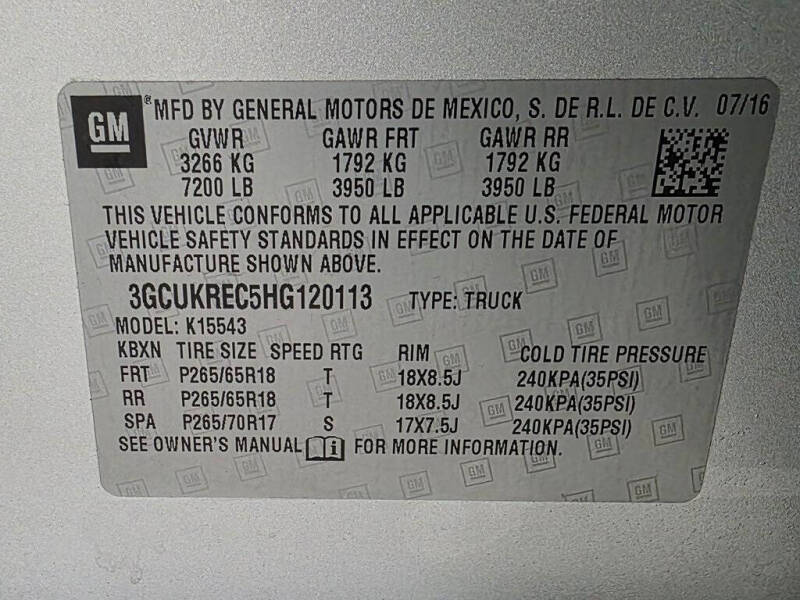 GM ® MFD BY GENERAL MOTORS DE MEXICO, S. DE R.L. DE C.V. 07/16
GVWR GAWR FRT GAWR RR
3266 KG 1792 KG 1792 KG
7200 LB 3950 LB 3950 LB
THIS VEHICLE CONFORMS TO ALL APPLICABLE U.S. FEDERAL MOTOR
VEHICLE SAFETY STANDARDS IN EFFECT ON THE DATE OF
MANUFACTURE SHOWN ABOVE.
3GCUKREC5HG120113 TYPE: TRUCK
MODEL: K15543
KBXN TIRE SIZE SPEED RTG RIM COLD TIRE PRESSURE
FRT P265/65R18 T 18X8.5J 240KPA(35PSI)
RR P265/65R18 T 18X8.5J 240KPA(35PSI)
SPA P265/70R17 S 17X7.5J 240KPA(35PSI)
SEE OWNER'S MANUAL FOR MORE INFORMATION.